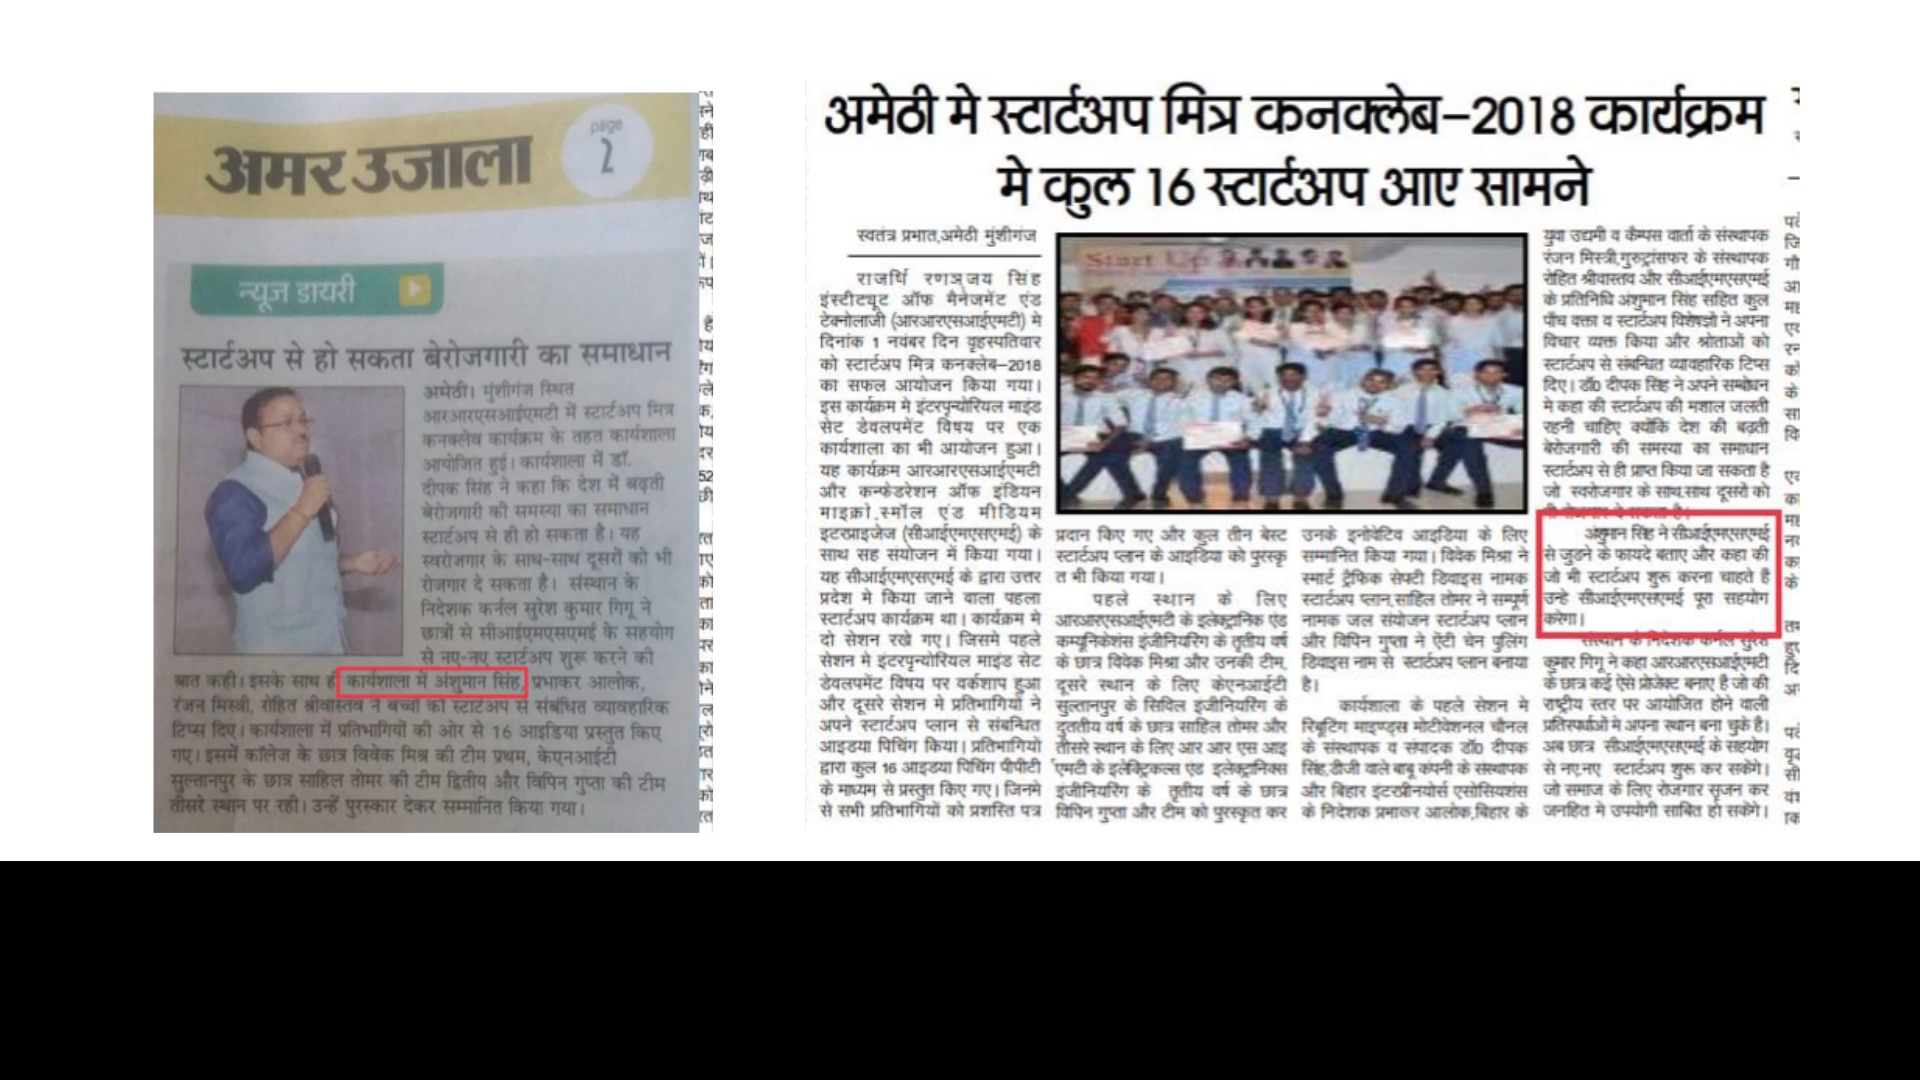 अमर उजाला
page
2
न्यूज डायरी
स्टार्टअप से हो सकता बेरोजगारी का समाधान
अमेठी। मुंशीगंज स्थित
आरआरएसआईएमटी में स्टार्टअप मित्र
कनक्लेव कार्यक्रम के तहत कार्यशाला
आयोजित हुई। कार्यशाला में डॉ.
दीपक सिंह ने कहा कि देश में बढ़ती
बेरोजगारी की समस्या का समाधान
स्टार्टअप से ही हो सकता है। यह
स्वरोजगार के साथ-साथ दूसरों को भी
रोजगार दे सकता है। संस्थान के
निदेशक कर्नल सुरेश कुमार गिगू ने
छात्रों से सीआईएमएसएमई के सहयोग
से नए-नए स्टार्टअप शुरू करने की
बात कही। इसके साथ ही कार्यशाला में अंशुमान सिंह, प्रभाकर आलोक,
रंजन मिस्त्री, रोहित श्रीवास्तव ने बच्चों को स्टार्टअप से संबंधित व्यावहारिक
टिप्स दिए। कार्यशाला में प्रतिभागियों की ओर से 16 आइडिया प्रस्तुत किए
गए। इसमें कॉलेज के छात्र विवेक मिश्र की टीम प्रथम, केएनआईटी
सुल्तानपुर के छात्र साहिल तोमर की टीम द्वितीय और विपिन गुप्ता की टीम
तीसरे स्थान पर रही। उन्हें पुरस्कार देकर सम्मानित किया गया।
अमेठी मे स्टार्टअप मित्र कनक्लेब–2018 कार्यक्रम
मे कुल 16 स्टार्टअप आए सामने
स्वतंत्र प्रभात,अमेठी मुंशीगंज
राजर्षि रणञ्जय सिंह
इंस्टीट्यूट ऑफ मैनेजमेंट एंड
टेक्नोलाजी (आरआरएसआईएमटी) मे
दिनांक 1 नवंबर दिन वृहस्पतिवार
को स्टार्टअप मित्र कनक्लेब–2018
का सफल आयोजन किया गया।
इस कार्यक्रम मे इंटरपृन्योरियल माइंड
सेट डेवलपमेंट विषय पर एक
कार्यशाला का भी आयोजन हुआ।
यह कार्यक्रम आरआरएसआईएमटी
और कन्फेडरेशन ऑफ इंडियन
माइक्रो,स्मॉल एंड मीडियम
इंटरप्राइजेज (सीआईएमएसएमई) के
साथ सह संयोजन में किया गया।
यह सीआईएमएसएमई के द्वारा उत्तर
प्रदेश मे किया जाने वाला पहला
स्टार्टअप कार्यक्रम था। कार्यक्रम मे
दो सेशन रखे गए। जिसमे पहले
सेशन मे इंटरपृन्योरियल माइंड सेट
डेवलपमेंट विषय पर वर्कशाप हुआ
और दूसरे सेशन मे प्रतिभागियों ने
अपने स्टार्टअप प्लान से संबन्धित
आइडया पिचिंग किया। प्रतिभागियों
द्वारा कुल 16 आइडया पिचिंग पीपीटी
के माध्यम से प्रस्तुत किए गए। जिनमे
से सभी प्रतिभागियों को प्रशस्ति पत्र
Start Up
प्रदान किए गए और कुल तीन बेस्ट
स्टार्टअप प्लान के आइडिया को पुरस्कृ
त भी किया गया।
पहले स्थान के लिए
आरआरएसआईएमटी के इलेक्ट्रानिक एंड
कम्यूनिकेशंस इंजीनियरिंग के तृतीय वर्ष
के छात्र विवेक मिश्रा और उनकी टीम,
दूसरे स्थान के लिए केएनआईटी
सुल्तानपुर के सिविल इंजीनियरिंग के
दुततीय वर्ष के छात्र साहिल तोमर और
तीसरे स्थान के लिए आर आर एस आइ
एमटी के इलेक्ट्रिकल्स एंड इलेक्ट्रानिक्स
इंजीनियरिंग के तृतीय वर्ष के छात्र
विपिन गुप्ता और टीम को पुरस्कृत कर
उनके इनोवेटिव आइडिया के लिए
सम्मानित किया गया। विवेक मिश्रा ने
स्मार्ट ट्रैफिक सेफ्टी डिवाइस नामक
स्टार्टअप प्लान,साहिल तोमर ने सम्पूर्ण
नामक जल संयोजन स्टार्टअप प्लान
और विपिन गुप्ता ने ऐंटी चेन पुलिंग
डिवाइस नाम से स्टार्टअप प्लान बनाया
है।
कार्यशाला के पहले सेशन मे
रिबूटिंग माइण्ड्स मोटीवेशनल चौनल
के संस्थापक व संपादक डॉ0 दीपक
सिंह,डीजी वाले बाबू कंपनी के संस्थापक
और बिहार इंटरप्रीनयोर्स एसोसियशंस
के निदेशक प्रभाकर आलोक,बिहार के
युवा उद्यमी व कैम्पस वार्ता के संस्थापक
रंजन मिस्त्री,गुरुट्रांसफर के संस्थापक
रोहित श्रीवास्तव और सीआईएमएसएमई
के प्रतिनिधि अंशुमान सिंह सहित कुल
पाँच वक्ता व स्टार्टअप विशेषज्ञो ने अपना
विचार व्यक्त किया और श्रोताओं को
स्टार्टअप से संबन्धित व्यावहारिक टिप्स
दिए। डॉ0 दीपक सिंह ने अपने सम्बोधन
मे कहा की स्टार्टअप की मशाल जलती
रहनी चाहिए क्योंकि देश की बढ़ती
बेरोजगारी की समस्या का समाधान
स्टार्टअप से ही प्राप्त किया जा सकता है
जो स्वरोजगार के साथ,साथ दूसरों को
अंशुमान सिंह ने सीआईएमएसएमई
से जुडने के फायदे बताए और कहा की
जो भी स्टार्टअप शुरू करना चाहते है
उन्हे सीआईएमएसएमई पूरा सहयोग
करेगा।
संस्थान के निदेशक कर्नल सुरेश
कुमार गिगू ने कहा आरआरएसआईएमटी
के छात्र कई ऐसे प्रोजेक्ट बनाए है जो की
राष्ट्रीय स्तर पर आयोजित होने वाली
प्रतिस्पर्धाओं मे अपना स्थान बना चुके है।
अब छात्र सीआईएमएसएमई के सहयोग
से नए,नए स्टार्टअप शुरू कर सकेंगे।
जो समाज के लिए रोजगार सृजन कर
जनहित मे उपयोगी साबित हो सकेंगे।